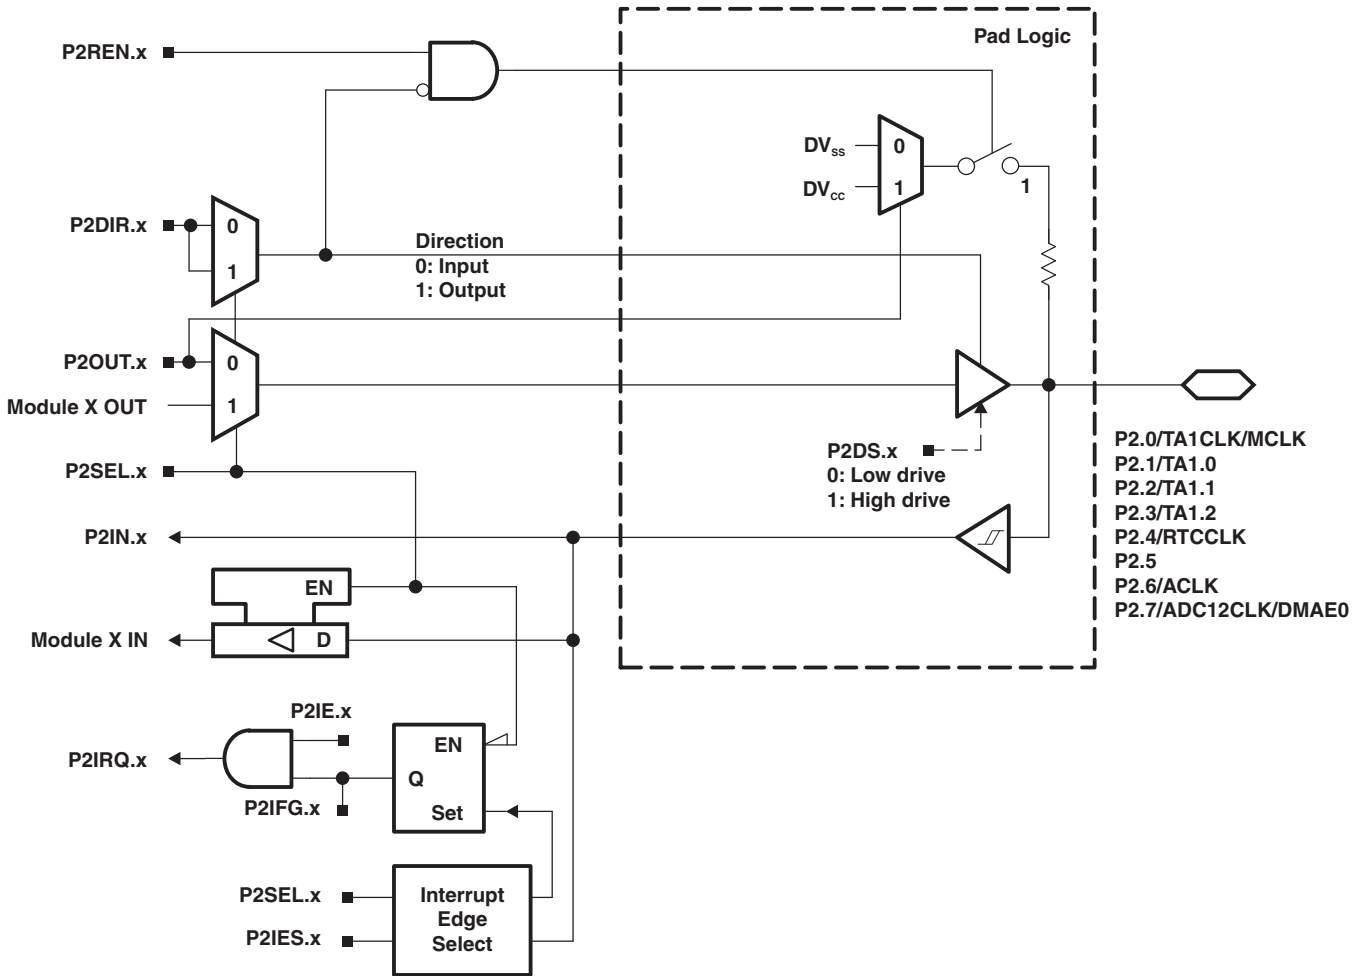 Pad Logic
P2REN.x
DVss
0
DVcc
1
1
P2DIR.x
0
1
Direction
0: Input
1: Output
P2OUT.x
0
Module X OUT
1
P2SEL.x
P2DS.x
0: Low drive
1: High drive
P2.0/TA1CLK/MCLK
P2.1/TA1.0
P2.2/TA1.1
P2.3/TA1.2
P2.4/RTCCLK
P2.5
P2.6/ACLK
P2.7/ADC12CLK/DMAE0
P2IN.x
EN
Module X IN
D
P2IE.x
P2IRQ.x
EN
Q
P2IFG.x
Set
P2SEL.x
P2IES.x
Interrupt
Edge
Select